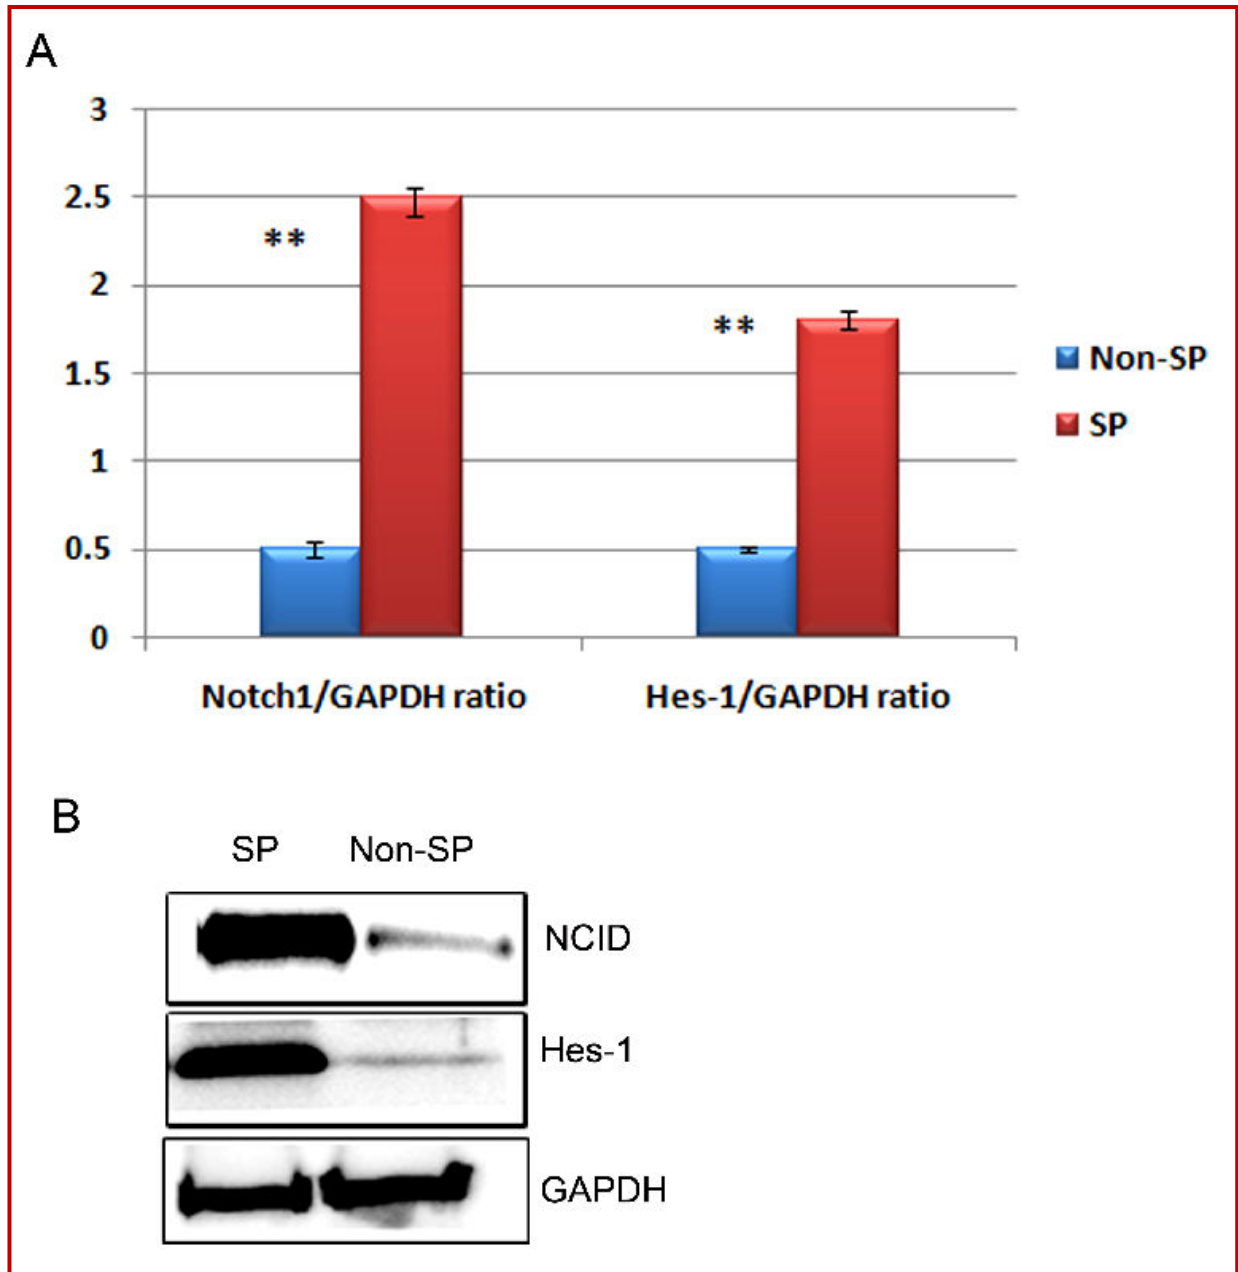 A
3
2.5
2
1.5
1
0.5
0
**
**
Non-SP
SP
Notch1/GAPDH ratio
Hes-1/GAPDH ratio
B
SP Non-SP
NCID
Hes-1
GAPDH